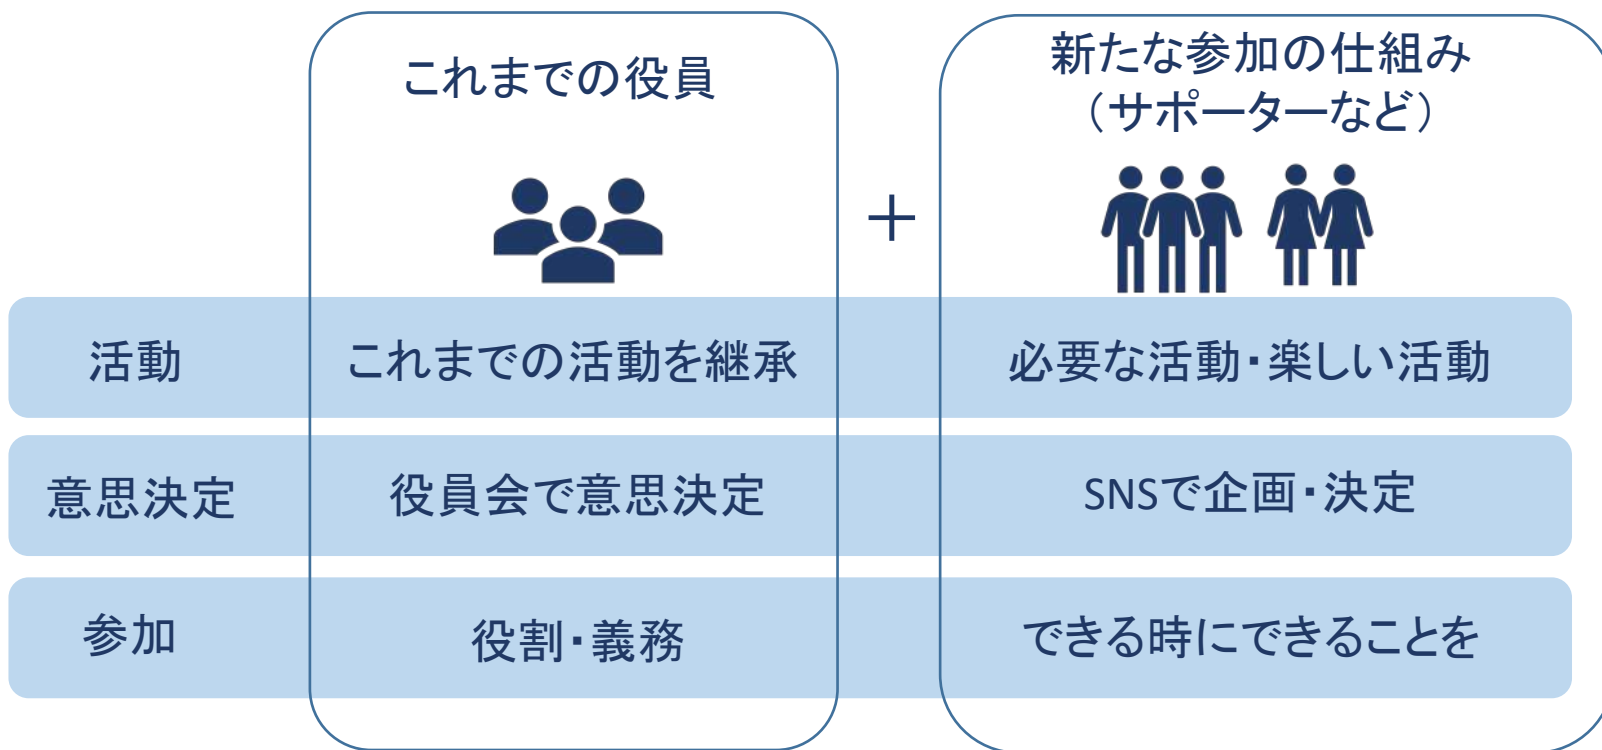 これまでの役員
新たな参加の仕組み
（サポーターなど）
＋
活動
これまでの活動を継承
必要な活動・楽しい活動
意思決定
役員会で意思決定
SNSで企画・決定
参加
役割・義務
できる時にできることを